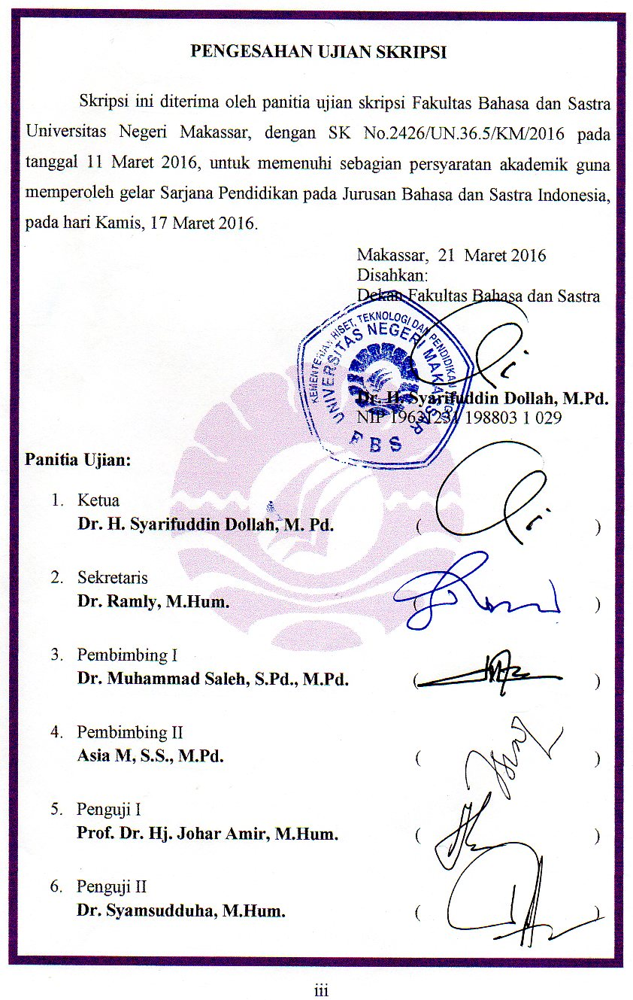 PENGESAHAN UJIAN SKRIPSI
Skripsi ini diterima oleh panitia ujian skripsi Fakultas Bahasa dan Sastra
Universitas Negeri Makassar, dengan SK No.2426/UN.36.5/KM/2016 pada
tanggal 11 Maret 2016, untuk memenuhi sebagian persyaratan akademik guna
memperoleh gelar Sarjana Pendidikan pada Jurusan Bahasa dan Sastra Indonesia,
pada hari Kamis, 17 Maret 2016.
Makassar, 21 Maret 2016
Disahkan:
Dekan Fakultas Bahasa dan Sastra
KEMENTERIAN RISET, TEKNOLOGI DAN PENDIDIKAN
UNIVERSITAS NEGERI MAKASSAR
FBS
Dr. H. Syarifuddin Dollah, M.Pd.
NIP 19631231 198803 1 029
Panitia Ujian:
1. Ketua
Dr. H. Syarifuddin Dollah, M. Pd. ( )
2. Sekretaris
Dr. Ramly, M.Hum. ( )
3. Pembimbing I
Dr. Muhammad Saleh, S.Pd., M.Pd. ( )
4. Pembimbing II
Asia M, S.S., M.Pd. ( )
5. Penguji I
Prof. Dr. Hj. Johar Amir, M.Hum. ( )
6. Penguji II
Dr. Syamsudduha, M.Hum. ( )
iii